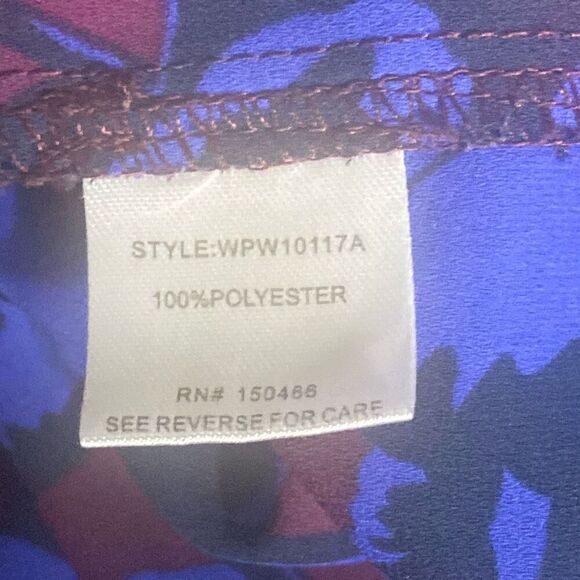 STYLE:WPW10117A
100%POLYESTER
RN# 150466
SEE REVERSE FOR CARE